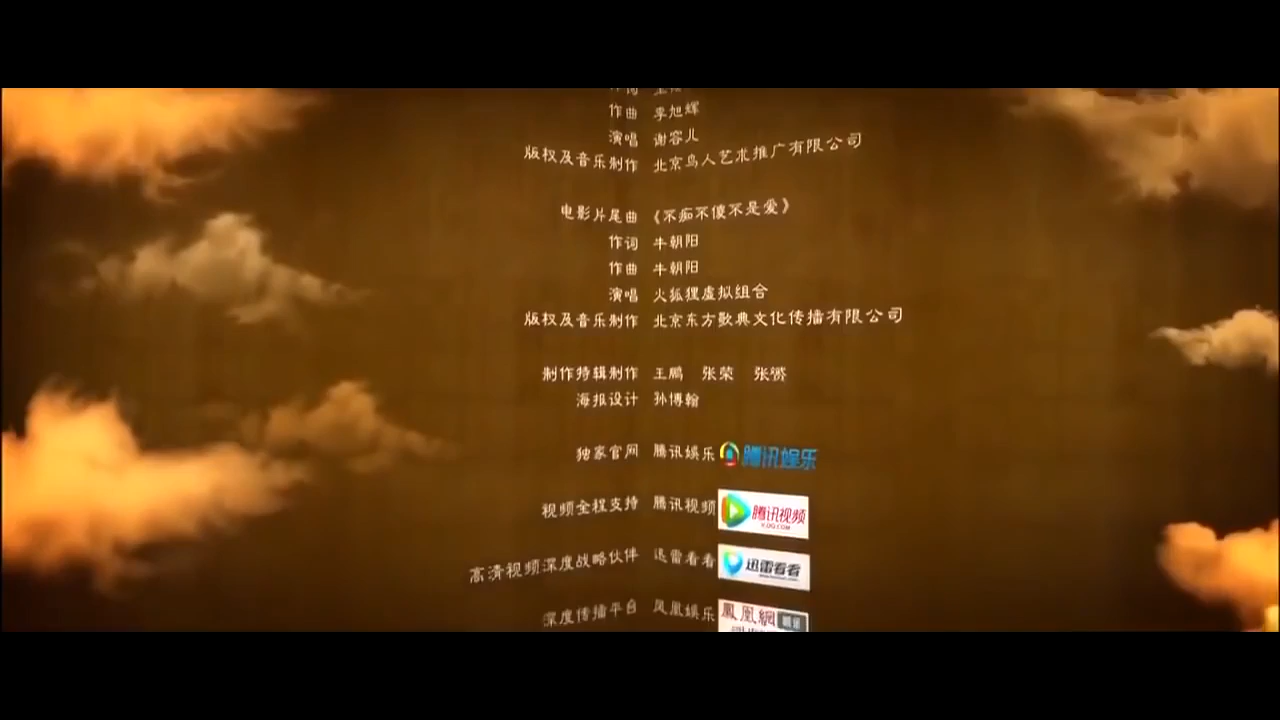 作曲 李旭辉
演唱 谢容儿
版权及音乐制作 北京鸟人艺术推广有限公司
电影片尾曲 《不痴不傻不是爱》
作词 牛朝阳
作曲 牛朝阳
演唱 火狐狸虚拟组合
版权及音乐制作 北京东方歌典文化传播有限公司
制作特辑制作 王鹏 张荣 张赟
海报设计 孙博翰
独家官网 腾讯娱乐 腾讯娱乐
视频全程支持 腾讯视频 腾讯视频
V.QQ.COM
高清视频深度战略伙伴 迅雷看看 迅雷看看
深度传播平台 凤凰娱乐 鳳凰網